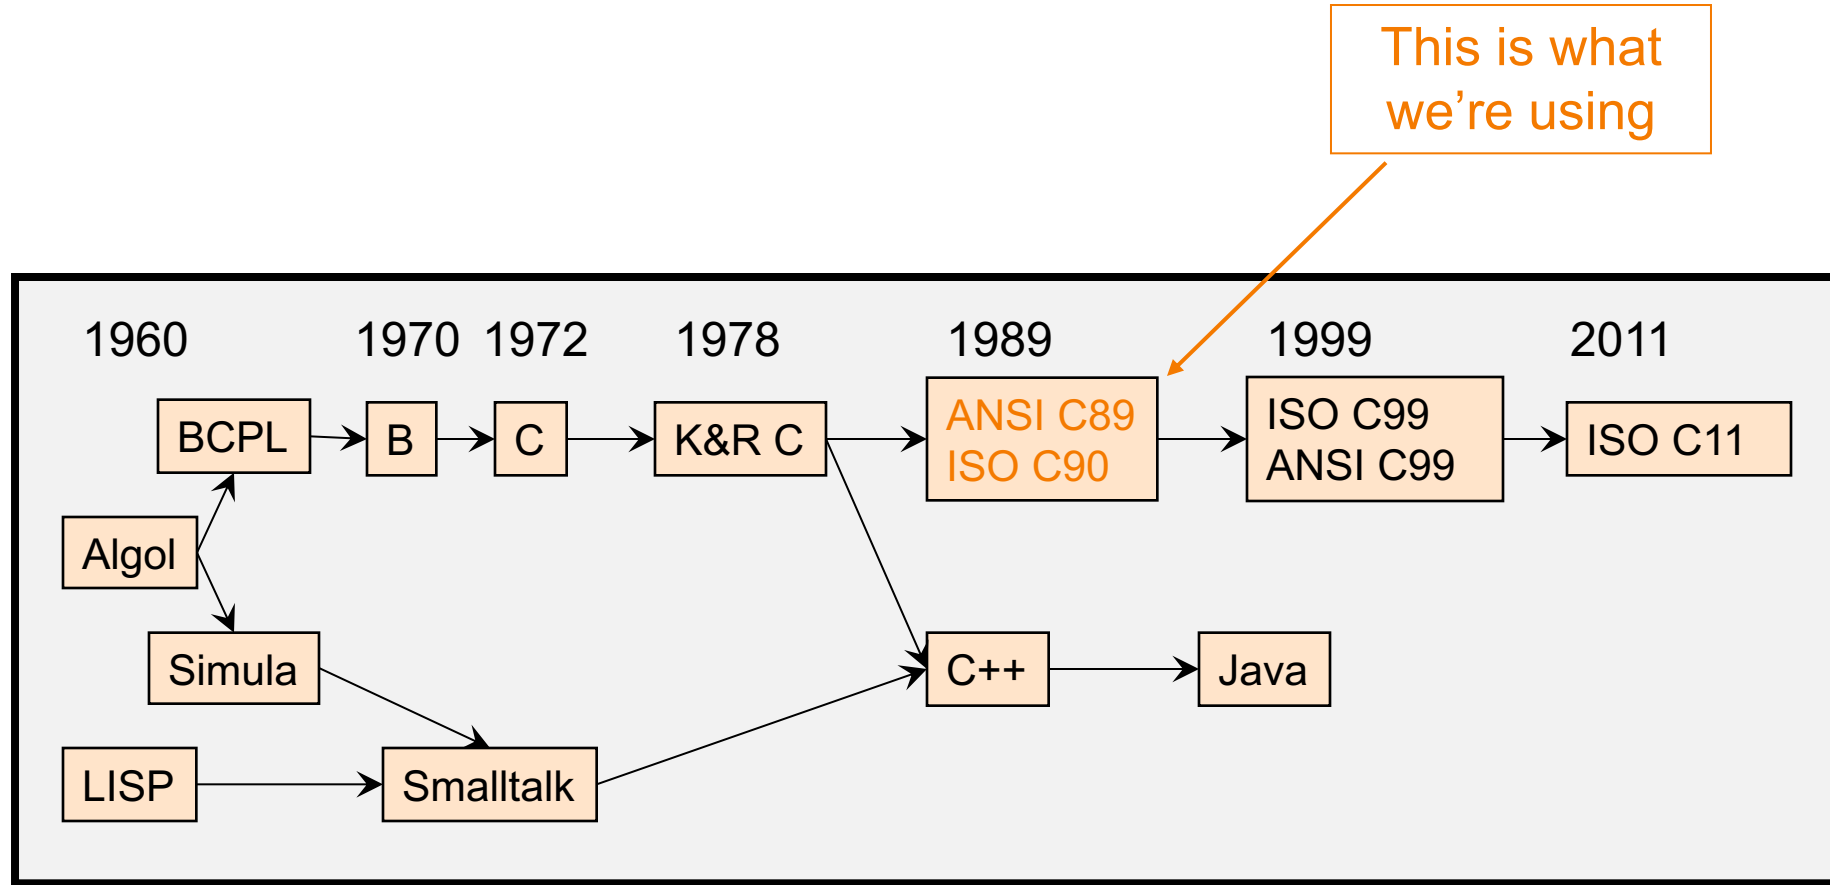 This is what
we’re using
1960 1970 1972 1978 1989 1999 2011
BCPL B C K&R C ANSI C89 ISO C99 ISO C11
ISO C90 ANSI C99
Algol
Simula C++ Java
LISP Smalltalk